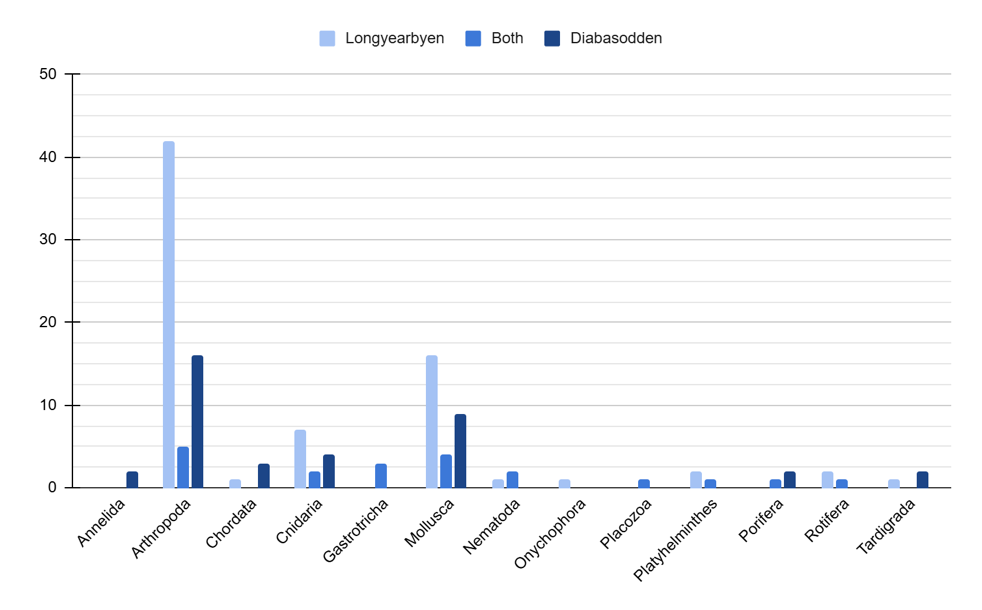 Longyearbyen Both Diabasodden
50
40
30
20
10
0
Annelida
Arthropoda
Chordata
Cnidaria
Gastrotricha
Mollusca
Nematoda
Onychophora
Placozoa
Platyhelminthes
Porifera
Rotifera
Tardigrada